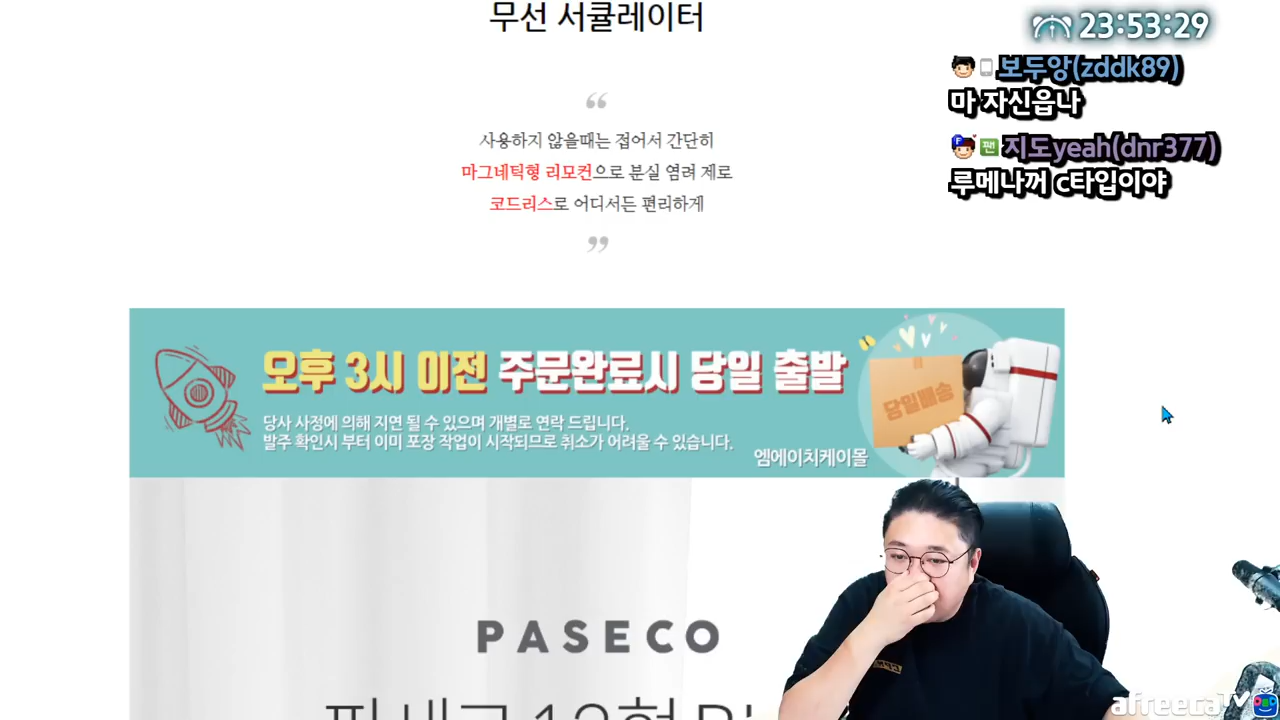 무선 서큘레이터
23:53:29
보두앙(zddk89)
마 자신읍나
지도yeah(dnr377)
루메나꺼 c타입이야
“
사용하지 않을때는 접어서 간단히
마그네틱형 리모컨으로 분실 염려 제로
코드리스로 어디서든 편리하게
”
오후 3시 이전 주문완료시 당일 출발
당사 사정에 의해 지연 될 수 있으며 개별로 연락 드립니다.
발주 확인시 부터 이미 포장 작업이 시작되므로 취소가 어려울 수 있습니다.
엠에이치케이몰
당일배송
PASECO
afreecaTV